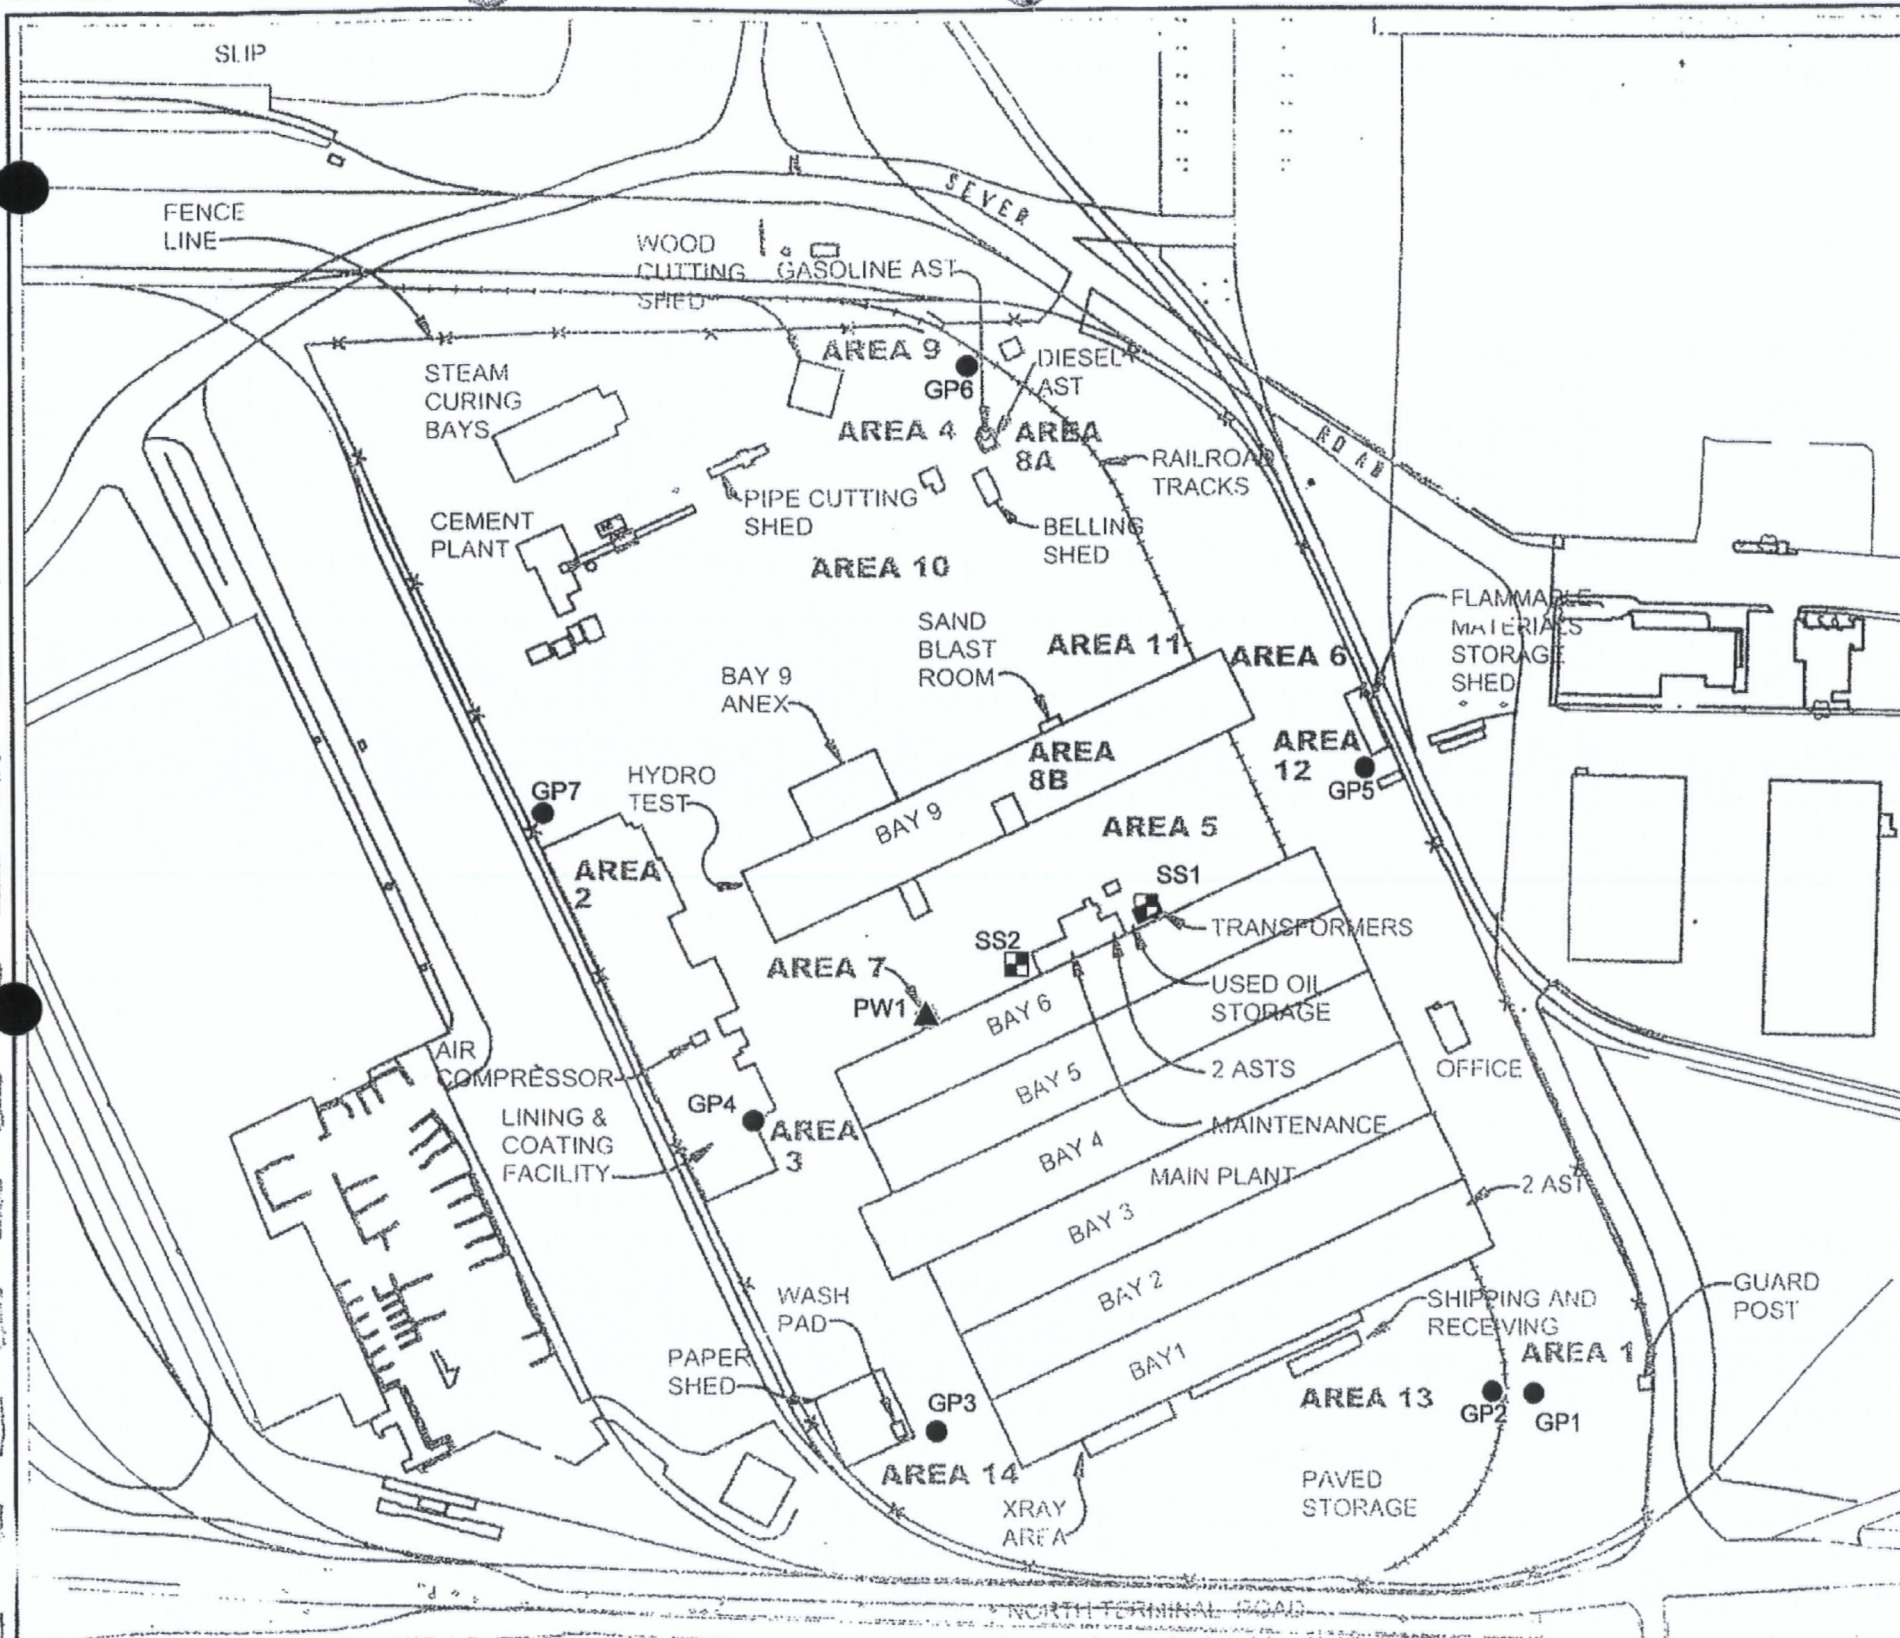 SLIP
SEVER
FENCE
LINE
WOOD
CUTTING
SHED
GASOLINE AST
AREA 9
GP6
DIESEL
AST
STEAM
CURING
BAYS
AREA 4
AREA
8A
ROAD
RAILROAD
TRACKS
PIPE CUTTING
SHED
CEMENT
PLANT
BELLING
SHED
AREA 10
FLAMMABLE
MATERIALS
STORAGE
SHED
SAND
BLAST
ROOM
AREA 11
AREA 6
BAY 9
ANEX
AREA
8B
AREA
12
GP5
HYDRO
TEST
GP7
BAY 9
AREA 5
AREA
2
SS1
TRANSFORMERS
SS2
AREA 7
PW1
USED OIL
STORAGE
BAY 6
AIR
COMPRESSOR
2 ASTS
OFFICE
BAY 5
GP4
LINING &
COATING
FACILITY
AREA
3
MAINTENANCE
BAY 4
MAIN PLANT
2 AST
BAY 3
WASH
PAD
BAY 2
GUARD
POST
SHIPPING AND
RECEIVING
AREA 1
PAPER
SHED
BAY1
AREA 13
GP2
GP1
GP3
AREA 14
XRAY
AREA
PAVED
STORAGE
NORTH TERMINAL ROAD